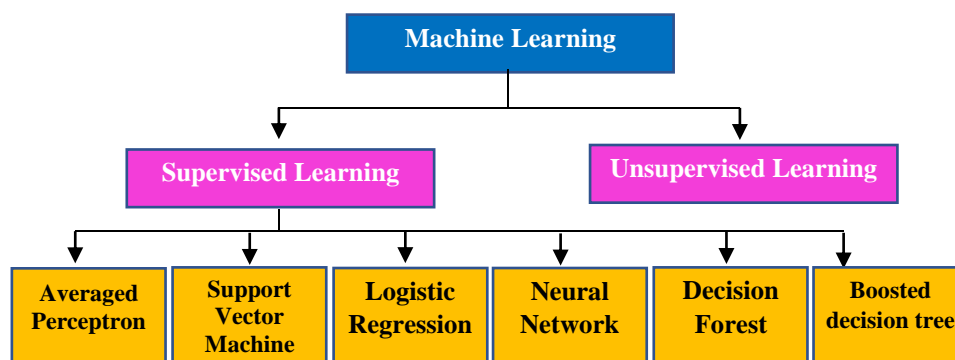 Machine Learning
Supervised Learning
Unsupervised Learning
Averaged
Perceptron
Support
Vector
Machine
Logistic
Regression
Neural
Network
Decision
Forest
Boosted
decision tree